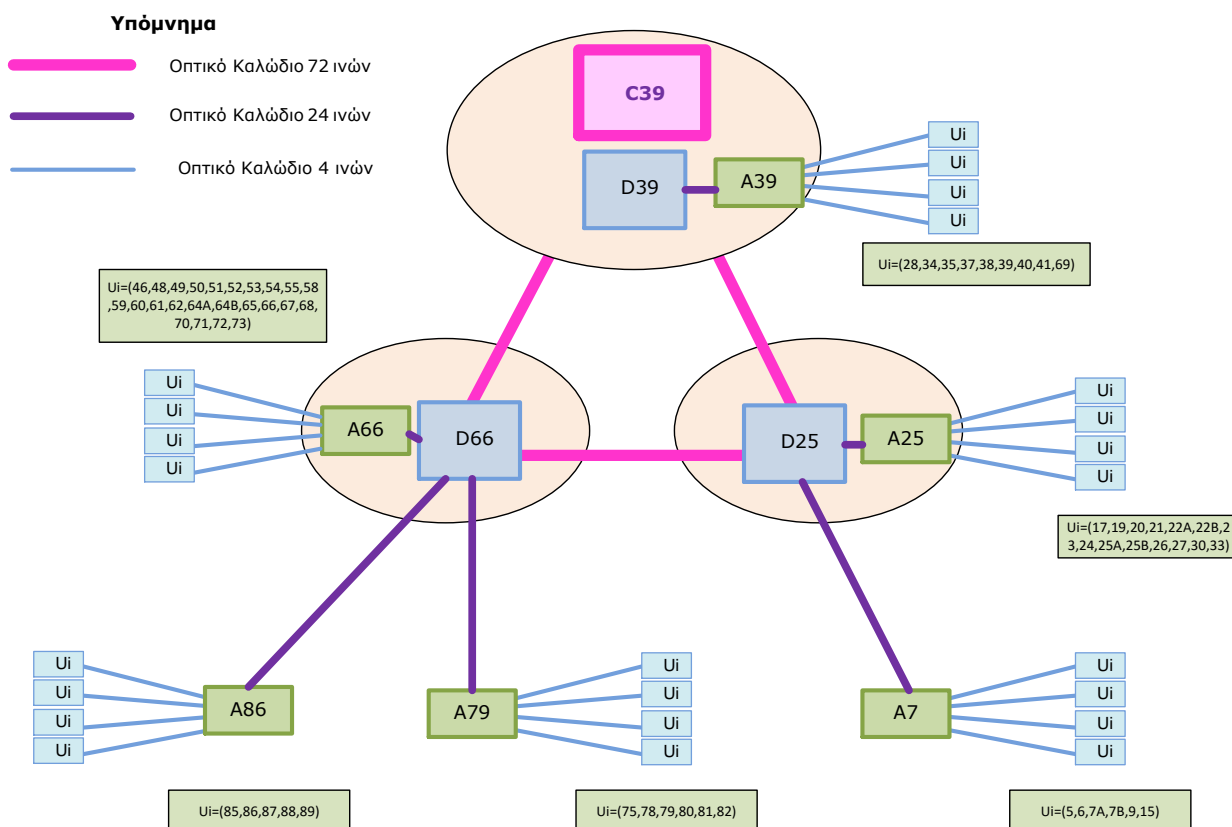 Υπόμνημα
Οπτικό Καλώδιο 72 ινών
Οπτικό Καλώδιο 24 ινών
Οπτικό Καλώδιο 4 ινών
C39
D39
A39
Ui
Ui
Ui
Ui
Ui=(28,34,35,37,38,39,40,41,69)
Ui=(46,48,49,50,51,52,53,54,55,58
,59,60,61,62,64A,64B,65,66,67,68,
70,71,72,73)
Ui
Ui
Ui
Ui
A66
D66
D25
A25
Ui
Ui
Ui
Ui
Ui=(17,19,20,21,22A,22B,2
3,24,25A,25B,26,27,30,33)
Ui
Ui
Ui
Ui
A86
A79
Ui
Ui
Ui
Ui
A7
Ui
Ui
Ui
Ui
Ui=(85,86,87,88,89)
Ui=(75,78,79,80,81,82)
Ui=(5,6,7A,7B,9,15)